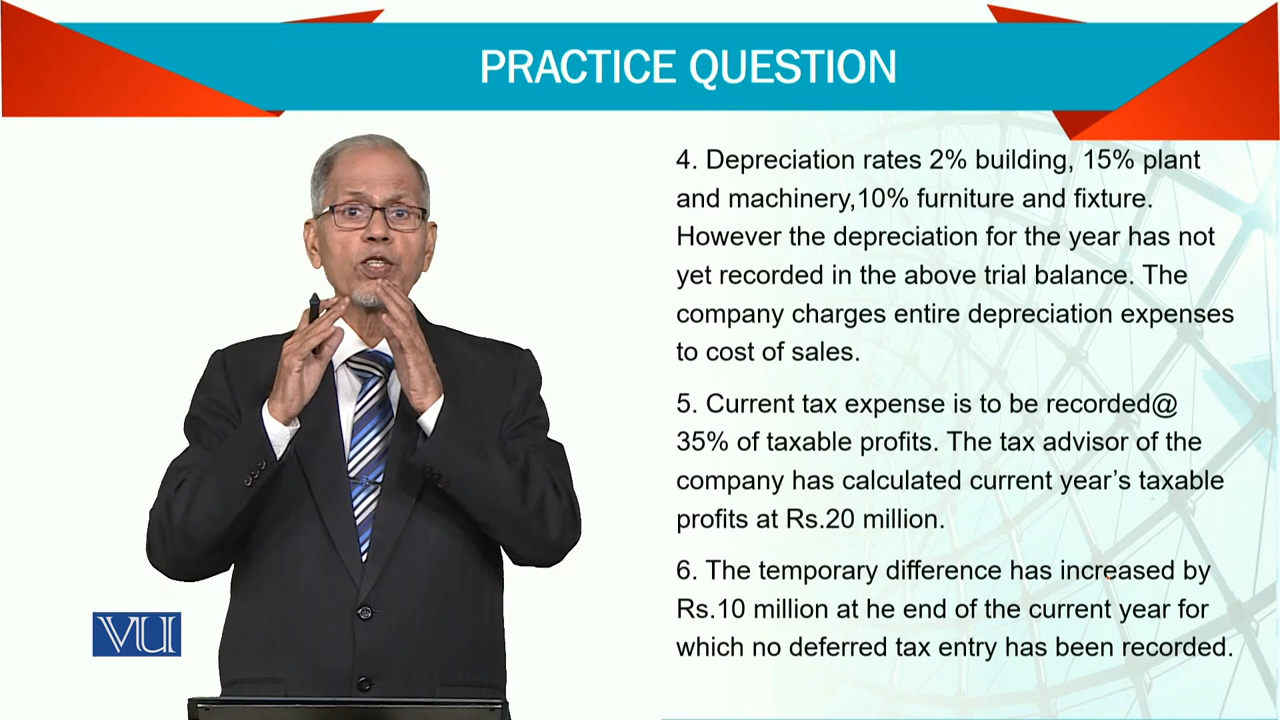 PRACTICE QUESTION
4. Depreciation rates 2% building, 15% plant
and machinery,10% furniture and fixture.
However the depreciation for the year has not
yet recorded in the above trial balance. The
company charges entire depreciation expenses
to cost of sales.
5. Current tax expense is to be recorded@
35% of taxable profits. The tax advisor of the
company has calculated current year’s taxable
profits at Rs.20 million.
6. The temporary difference has increased by
Rs.10 million at he end of the current year for
which no deferred tax entry has been recorded.
VU